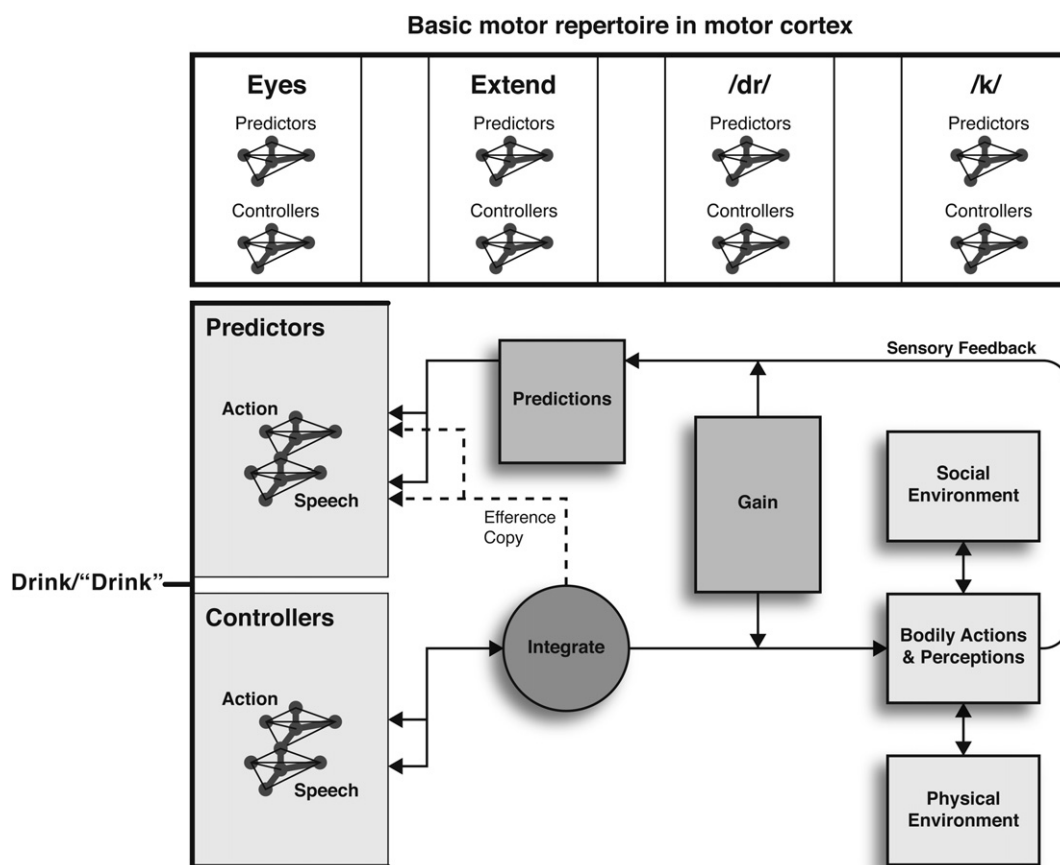 Basic motor repertoire in motor cortex
Eyes
Extend
/dr/
/k/
Predictors
Predictors
Predictors
Predictors
Controllers
Controllers
Controllers
Controllers
Predictors
Action
Speech
Predictions
Sensory Feedback
Gain
Social
Environment
Efference
Copy
Drink/“Drink”
Controllers
Action
Speech
Integrate
Bodily Actions
& Perceptions
Physical
Environment